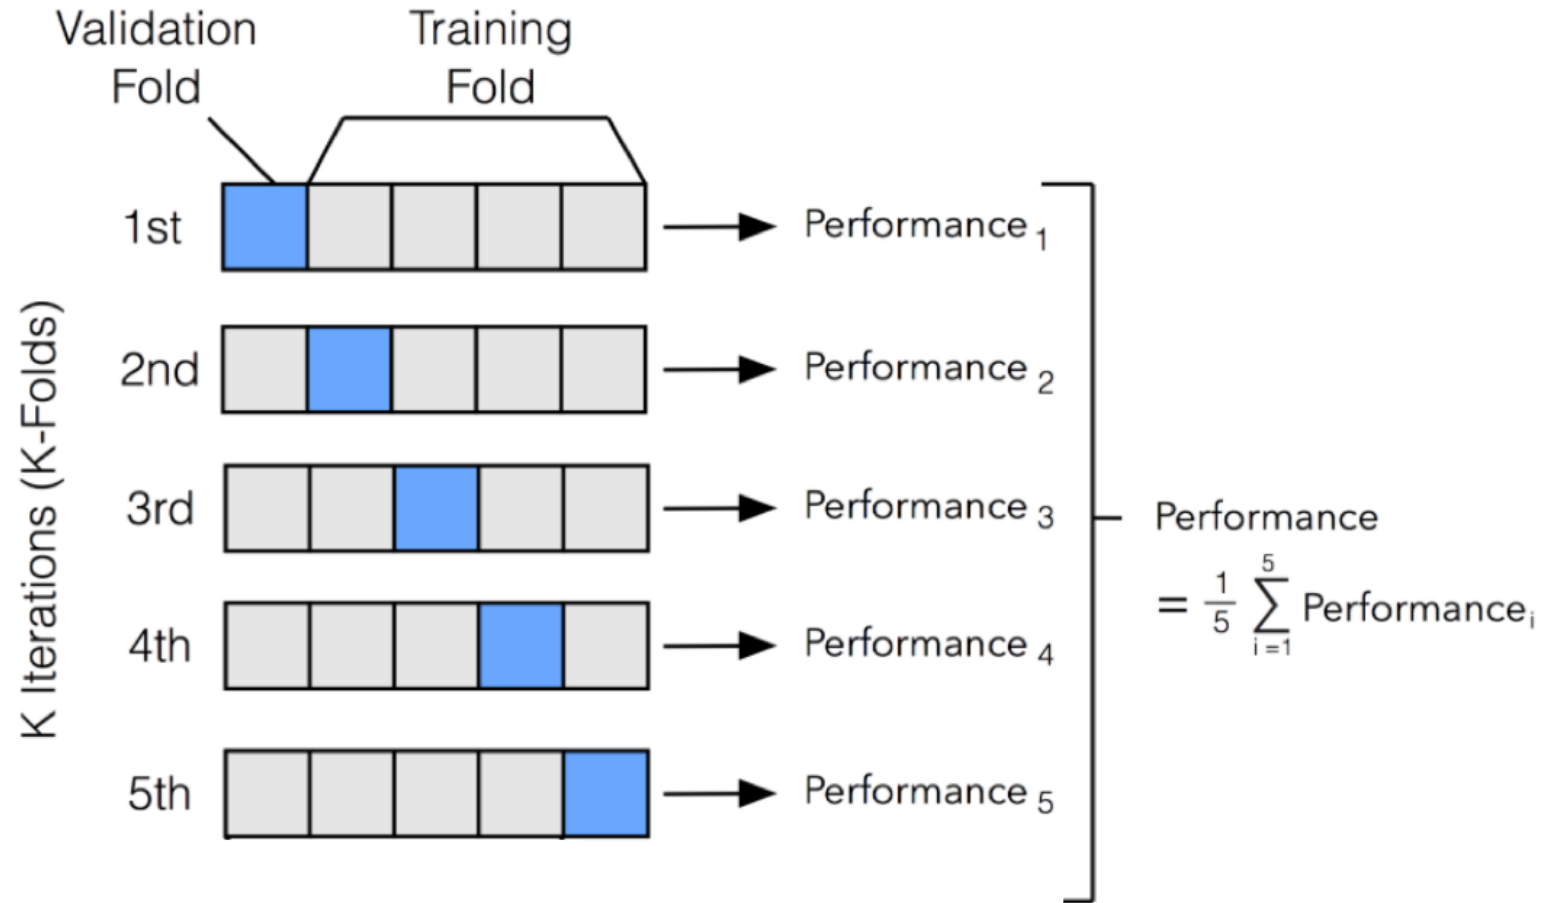 Validation
Fold
Training
Fold
K Iterations (K-Folds)
1st
Performance 1
2nd
Performance 2
3rd
Performance 3
4th
Performance 4
5th
Performance 5
Performance
= 1/5 5∑i=1 Performancei